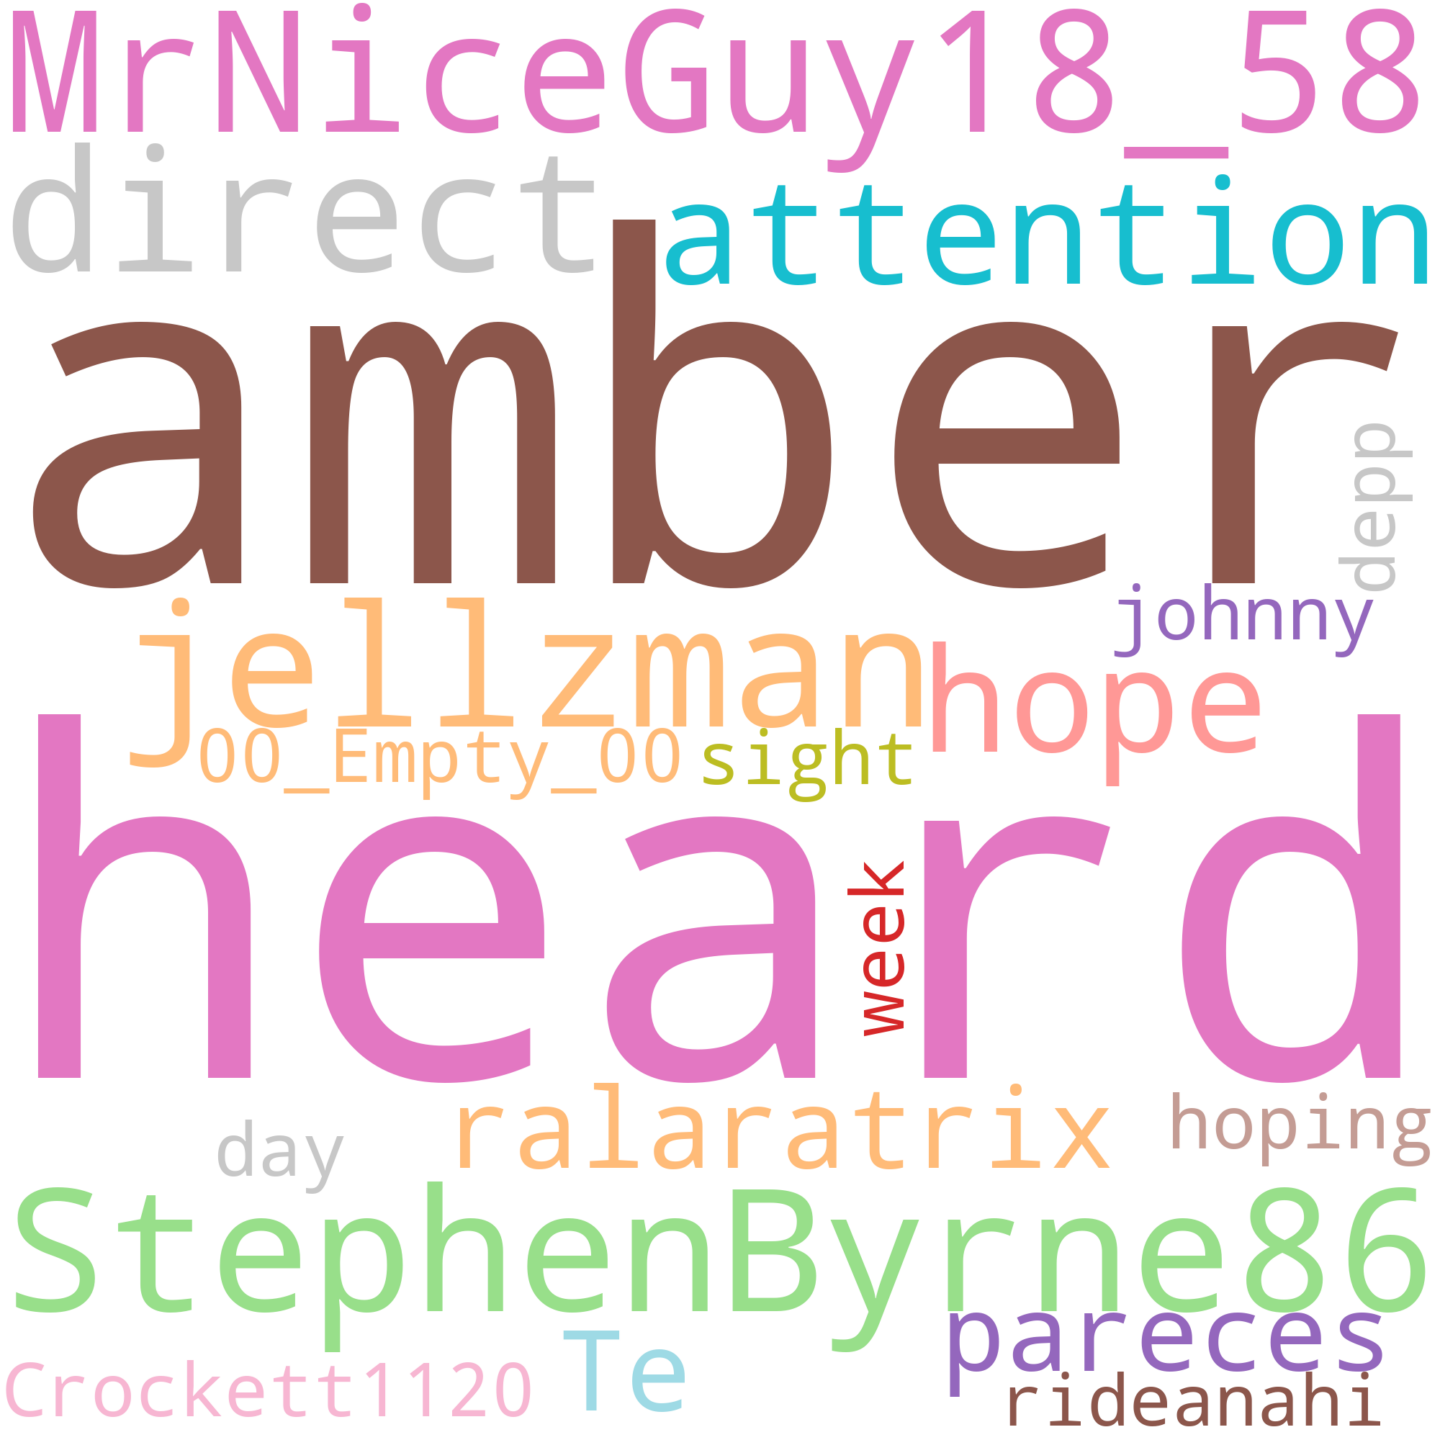 MrNiceGuy18_58
direct
attention
amber
depp
johnny
jellzman
hope
00_Empty_00
sight
heard
week
ralaratrix
hoping
day
StephenByrne86
pareces
Te
Crockett1120
rideanahi